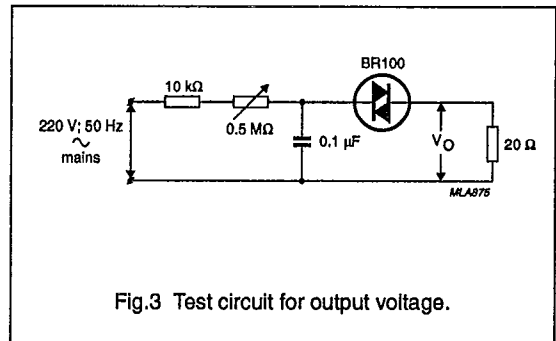 BR100
10 kΩ
220 V; 50 Hz
~
mains
0.5 MΩ
0.1 µF
VO
20 Ω
MLA975
Fig.3 Test circuit for output voltage.